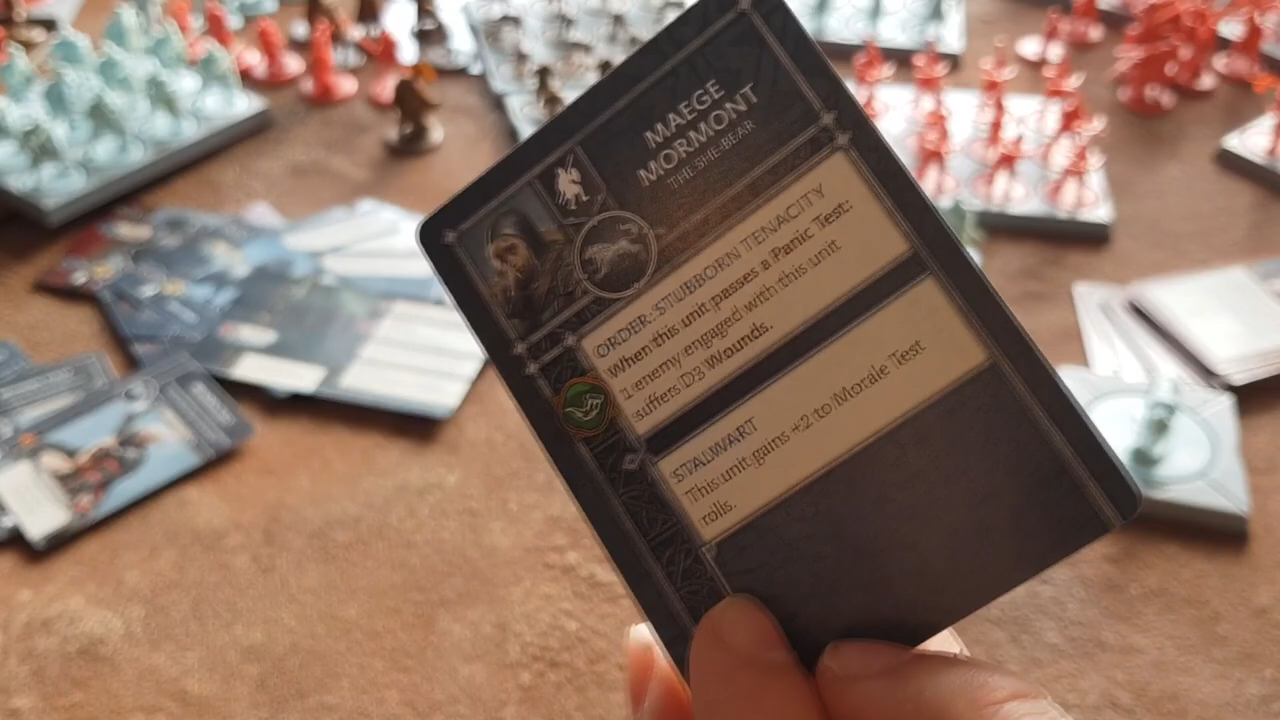 MAEGE
MORMONT
THE SHE-BEAR
ORDER: STUBBORN TENACITY
When this unit passes a Panic Test:
1 enemy engaged with this unit
suffers D3 Wounds.
STALWART
This unit gains +2 to Morale Test
rolls.